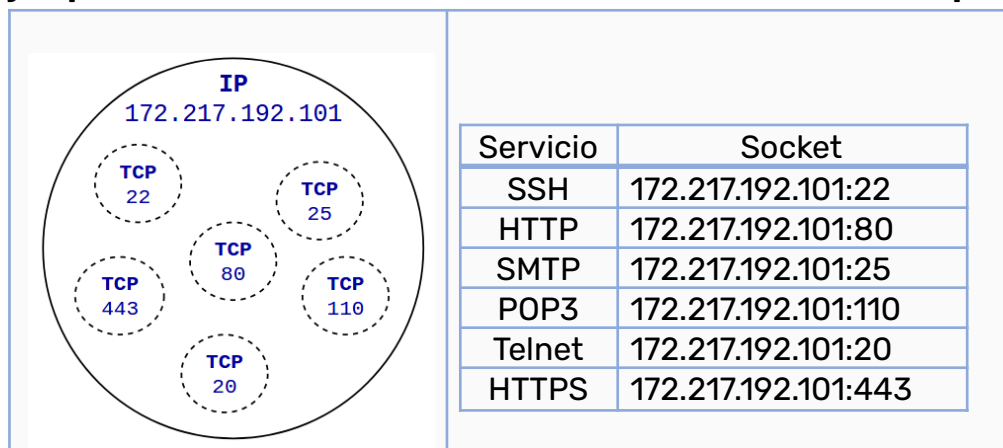 IP
172.217.192.101
TCP
22
TCP
25
TCP
80
TCP
443
TCP
110
TCP
20
Servicio Socket
SSH 172.217.192.101:22
HTTP 172.217.192.101:80
SMTP 172.217.192.101:25
POP3 172.217.192.101:110
Telnet 172.217.192.101:20
HTTPS 172.217.192.101:443